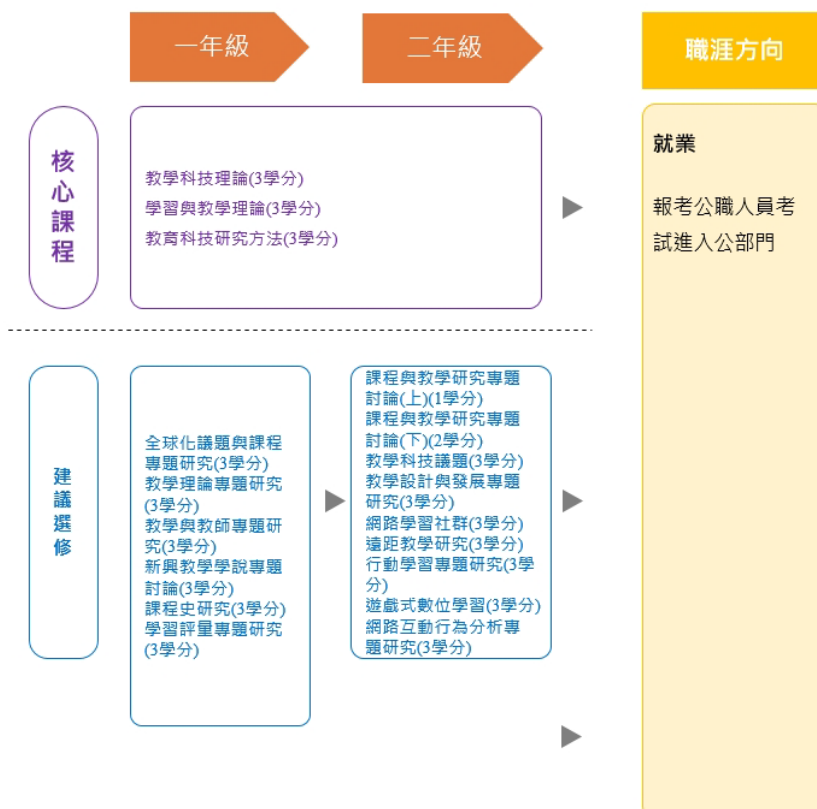 一年級
二年級
職涯方向
核心課程
教學科技理論(3學分)
學習與教學理論(3學分)
教育科技研究方法(3學分)
就業
報考公職人員考
試進入公部門
建議選修
全球化議題與課程
專題研究(3學分)
教學理論專題研究
(3學分)
教學與教師專題研
究(3學分)
新興教學學說專題
討論(3學分)
課程史研究(3學分)
學習評量專題研究
(3學分)
課程與教學研究專題
討論(上)(1學分)
課程與教學研究專題
討論(下)(2學分)
教學科技議題(3學分)
教學設計與發展專題
研究(3學分)
網路學習社群(3學分)
遠距教學研究(3學分)
行動學習專題研究(3學
分)
遊戲式數位學習(3學分)
網路互動行為分析專
題研究(3學分)